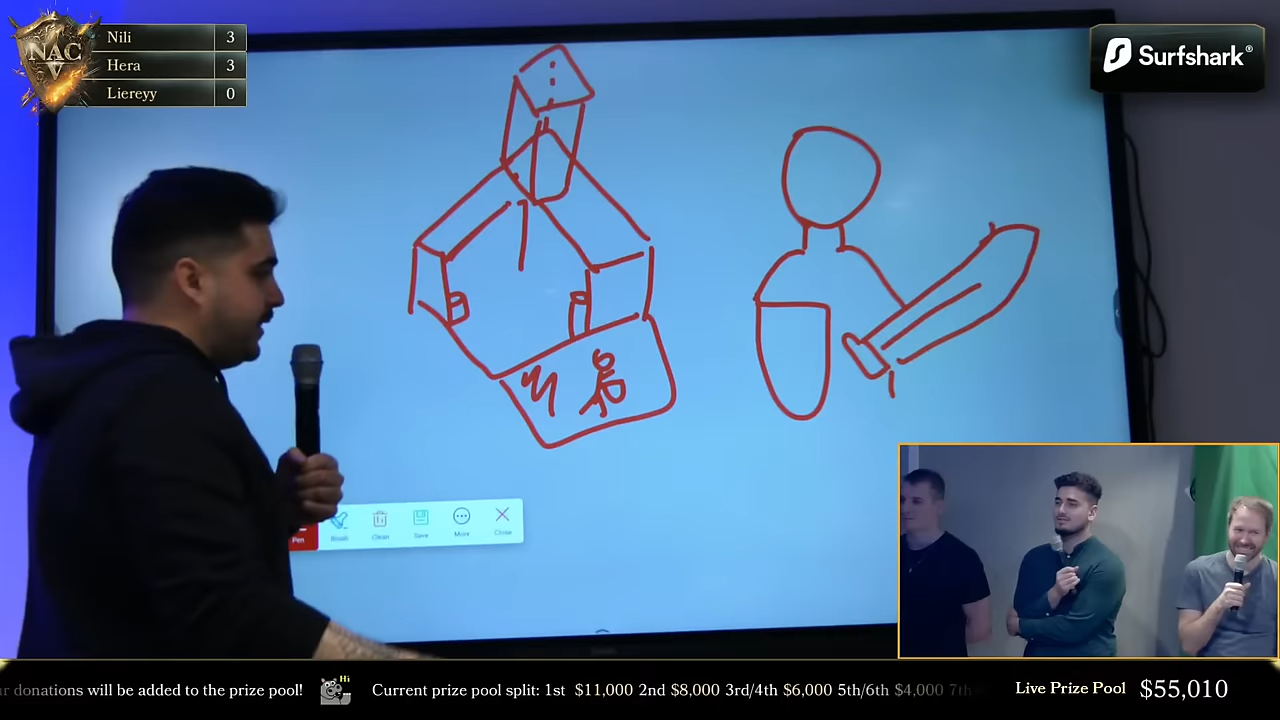 NAC
V
Nili 3
Hera 3
Liereyy 0
Surfshark®
Pen Brush Clean Save More Close
Hi
r donations will be added to the prize pool! Current prize pool split: 1st $11,000 2nd $8,000 3rd/4th $6,000 5th/6th $4,000 7th
Live Prize Pool $55,010